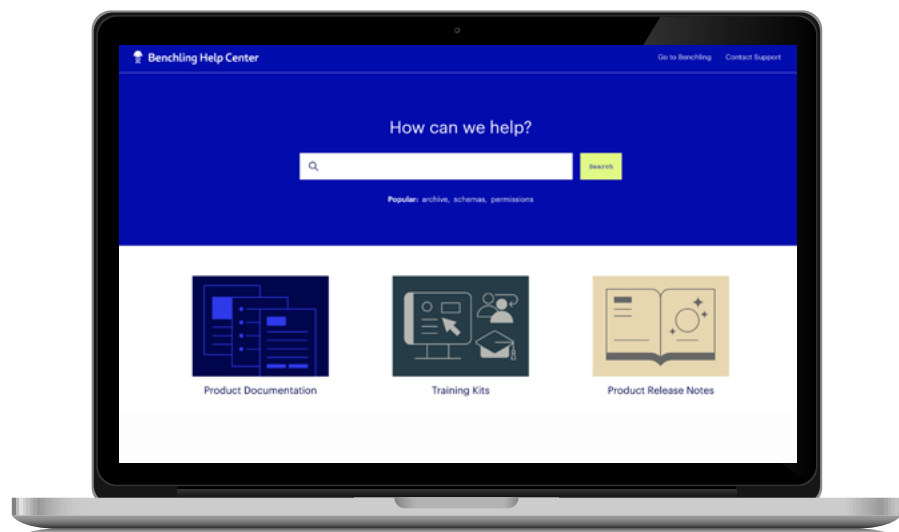 Benchling Help Center
Go to Benchling Contact Support
How can we help?
Search
Popular: archive, schemas, permissions
Product Documentation
Training Kits
Product Release Notes